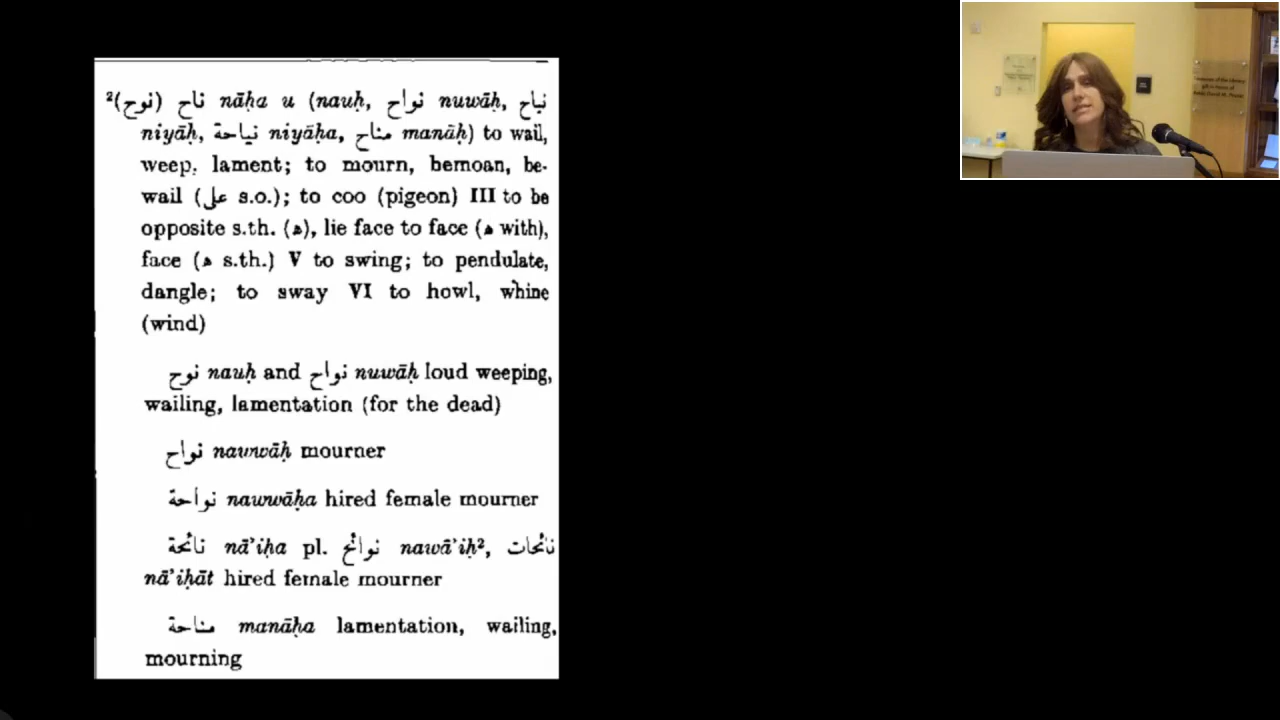 ²(نوح) ناح nāḥa u (nauḥ, نواح nuwāḥ, نياح
niyāḥ, نياحة niyāḥa, مناح manāḥ) to wail,
weep, lament; to mourn, bemoan, be-
wail (على s.o.); to coo (pigeon) III to be
opposite s.th. (ه), lie face to face (ه with),
face (ه s.th.) V to swing; to pendulate,
dangle; to sway VI to howl, whine
(wind)
نوح nauḥ and نواح nuwāḥ loud weeping,
wailing, lamentation (for the dead)
نواح nauwāḥ mourner
نواحة nauwāḥa hired female mourner
نائحة nā’iḥa pl. نوائح nawā’iḥ², نائحات
nā’iḥāt hired female mourner
مناحة manāḥa lamentation, wailing,
mourning